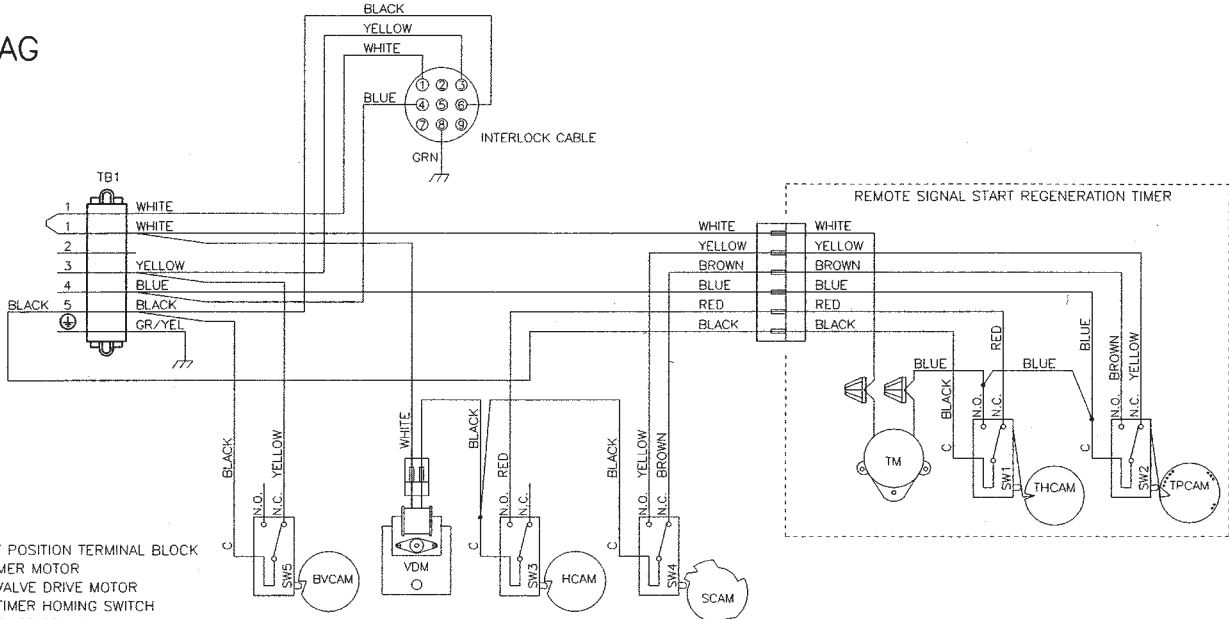 AG
BLACK
YELLOW
WHITE
1 2 3
BLUE
4 5 6
7 8 9
INTERLOCK CABLE
GRN
TB1
REMOTE SIGNAL START REGENERATION TIMER
1 WHITE
1 WHITE
2
3 YELLOW
4 BLUE
BLACK 5 BLACK
GR/YEL
WHITE WHITE
YELLOW YELLOW
BROWN BROWN
BLUE BLUE
RED RED
BLACK BLACK
BLUE
RED
BLUE
BLUE
BROWN
YELLOW
BLACK
N.O.
N.C.
N.O.
N.C.
C
C
TM
SW1
THCAM
SW2
TPCAM
BLACK
YELLOW
WHITE
BLACK
RED
BLACK
YELLOW
BROWN
N.O.
N.C.
N.O.
N.C.
N.O.
N.C.
C
C
C
SW5
BVCAM
VDM
SW3
HCAM
SW4
SCAM
POSITION TERMINAL BLOCK
MER MOTOR
VALVE DRIVE MOTOR
TIMER HOMING SWITCH